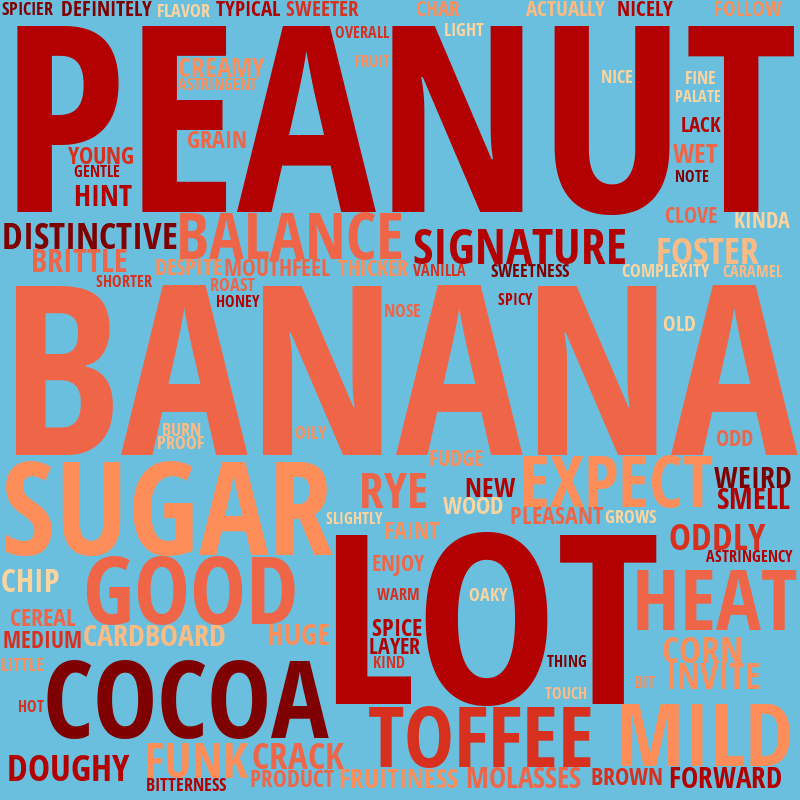 SPICIER DEFINITELY FLAVOR TYPICAL SWEETER CHAR ACTUALLY NICELY FOLLOW
OVERALL LIGHT
PEANUT
CREAMY FRUIT NICE FINE
ASTRINGENT PALATE
GRAIN LACK
YOUNG WET
GENTLE NOTE
HINT
CLOVE KINDA
DISTINCTIVE BALANCE SIGNATURE FOSTER
BRITTLE DESPITE MOUTHFEEL THICKER VANILLA SWEETNESS COMPLEXITY CARAMEL
SHORTER ROAST
HONEY SPICY
NOSE OLD
BANANA
BURN OILY ODD
PROOF
FUDGE
SUGAR RYE NEW EXPECT WEIRD
WOOD SMELL
SLIGHTLY PLEASANT GROWS
FAINT ODDLY
LOT
ASTRINGENCY
CHIP GOOD ENJOY HEAT
WARM OAKY
CEREAL
MEDIUM CARDBOARD HUGE SPICE
LAYER CORN
LITTLE KIND THING
BIT INVITE
HOT COCOA TOUCH
TOFFEE MILD
DOUGHY FUNK CRACK
BITTERNESS PRODUCT FRUITINESS MOLASSES BROWN FORWARD